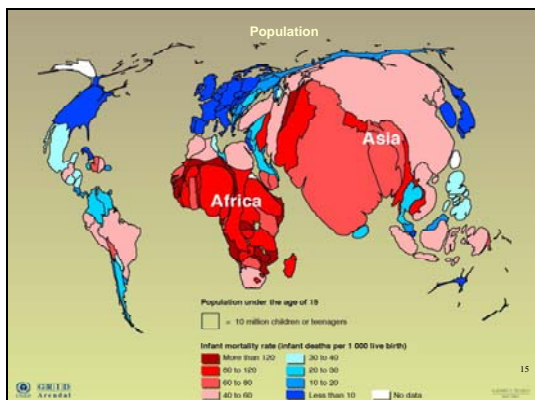 Population
Asia
Africa
Population under the age of 15
= 10 million children or teenagers
Infant mortality rate (infant deaths per 1 000 live birth)
More than 120
80 to 120
60 to 80
40 to 60
30 to 40
20 to 30
10 to 20
Less than 10
No data
15
GRID
Arendal